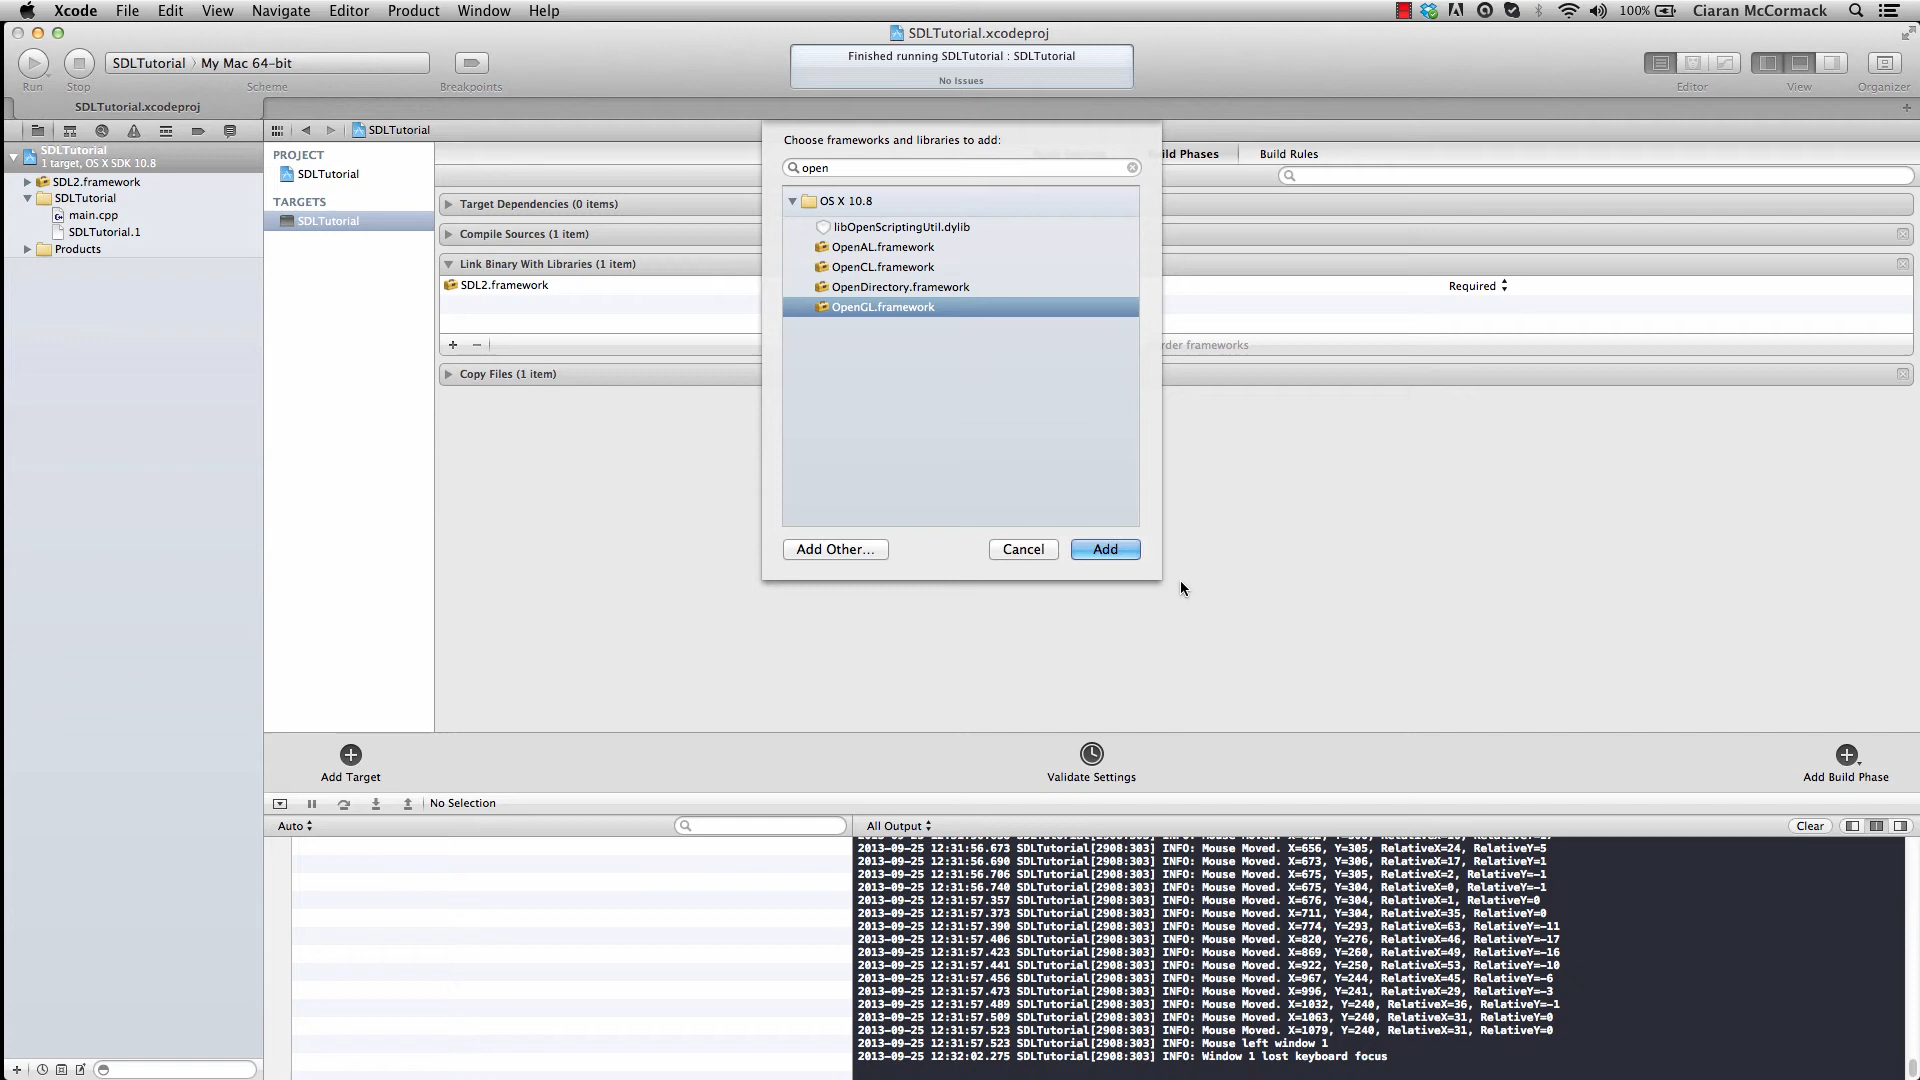 Xcode File Edit View Navigate Editor Product Window Help
100% Ciaran McCormack
SDLTutorial.xcodeproj
SDLTutorial My Mac 64-bit
Finished running SDLTutorial : SDLTutorial
No Issues
Run Stop Scheme Breakpoints Editor View Organizer
SDLTutorial.xcodeproj
SDLTutorial
1 target, OS X SDK 10.8
SDL2.framework
SDLTutorial
main.cpp
SDLTutorial.1
Products
SDLTutorial
PROJECT
SDLTutorial
TARGETS
SDLTutorial
ild Phases Build Rules
Target Dependencies (0 items)
Compile Sources (1 item)
Link Binary With Libraries (1 item)
SDL2.framework
Required
rder frameworks
Copy Files (1 item)
Choose frameworks and libraries to add:
open
OS X 10.8
libOpenScriptingUtil.dylib
OpenAL.framework
OpenCL.framework
OpenDirectory.framework
OpenGL.framework
Add Other... Cancel Add
Add Target Validate Settings Add Build Phase
No Selection
Auto
All Output Clear
2013-09-25 12:31:56.673 SDLTutorial[2908:303] INFO: Mouse Moved. X=656, Y=305, RelativeX=24, RelativeY=5
2013-09-25 12:31:56.690 SDLTutorial[2908:303] INFO: Mouse Moved. X=673, Y=306, RelativeX=17, RelativeY=1
2013-09-25 12:31:56.706 SDLTutorial[2908:303] INFO: Mouse Moved. X=675, Y=305, RelativeX=2, RelativeY=-1
2013-09-25 12:31:56.740 SDLTutorial[2908:303] INFO: Mouse Moved. X=675, Y=304, RelativeX=0, RelativeY=-1
2013-09-25 12:31:57.357 SDLTutorial[2908:303] INFO: Mouse Moved. X=676, Y=304, RelativeX=1, RelativeY=0
2013-09-25 12:31:57.373 SDLTutorial[2908:303] INFO: Mouse Moved. X=711, Y=304, RelativeX=35, RelativeY=0
2013-09-25 12:31:57.390 SDLTutorial[2908:303] INFO: Mouse Moved. X=774, Y=293, RelativeX=63, RelativeY=-11
2013-09-25 12:31:57.406 SDLTutorial[2908:303] INFO: Mouse Moved. X=820, Y=276, RelativeX=46, RelativeY=-17
2013-09-25 12:31:57.423 SDLTutorial[2908:303] INFO: Mouse Moved. X=869, Y=260, RelativeX=49, RelativeY=-16
2013-09-25 12:31:57.441 SDLTutorial[2908:303] INFO: Mouse Moved. X=922, Y=250, RelativeX=53, RelativeY=-10
2013-09-25 12:31:57.456 SDLTutorial[2908:303] INFO: Mouse Moved. X=967, Y=244, RelativeX=45, RelativeY=-6
2013-09-25 12:31:57.473 SDLTutorial[2908:303] INFO: Mouse Moved. X=996, Y=241, RelativeX=29, RelativeY=-3
2013-09-25 12:31:57.489 SDLTutorial[2908:303] INFO: Mouse Moved. X=1032, Y=240, RelativeX=36, RelativeY=-1
2013-09-25 12:31:57.509 SDLTutorial[2908:303] INFO: Mouse Moved. X=1063, Y=240, RelativeX=31, RelativeY=0
2013-09-25 12:31:57.523 SDLTutorial[2908:303] INFO: Mouse Moved. X=1079, Y=240, RelativeX=31, RelativeY=0
2013-09-25 12:31:57.523 SDLTutorial[2908:303] INFO: Mouse left window 1
2013-09-25 12:32:02.275 SDLTutorial[2908:303] INFO: Window 1 lost keyboard focus